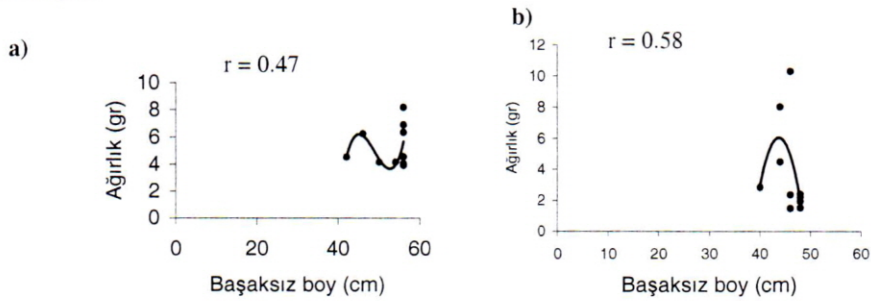 a)
r = 0.47
Ağırlık (gr)
10
8
6
4
2
0
0 20 40 60
Başaksız boy (cm)
b)
r = 0.58
Ağırlık (gr)
12
10
8
6
4
2
0
0 10 20 30 40 50 60
Başaksız boy (cm)